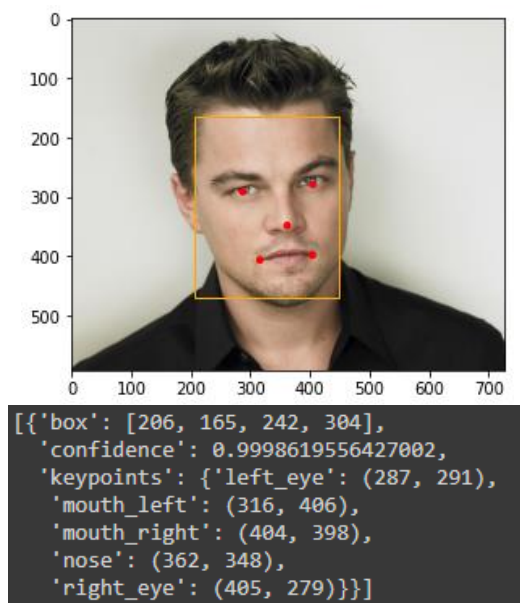 0
100
200
300
400
500
0 100 200 300 400 500 600 700
[{'box': [206, 165, 242, 304],
'confidence': 0.9998619556427002,
'keypoints': {'left_eye': (287, 291),
'mouth_left': (316, 406),
'mouth_right': (404, 398),
'nose': (362, 348),
'right_eye': (405, 279)}}]